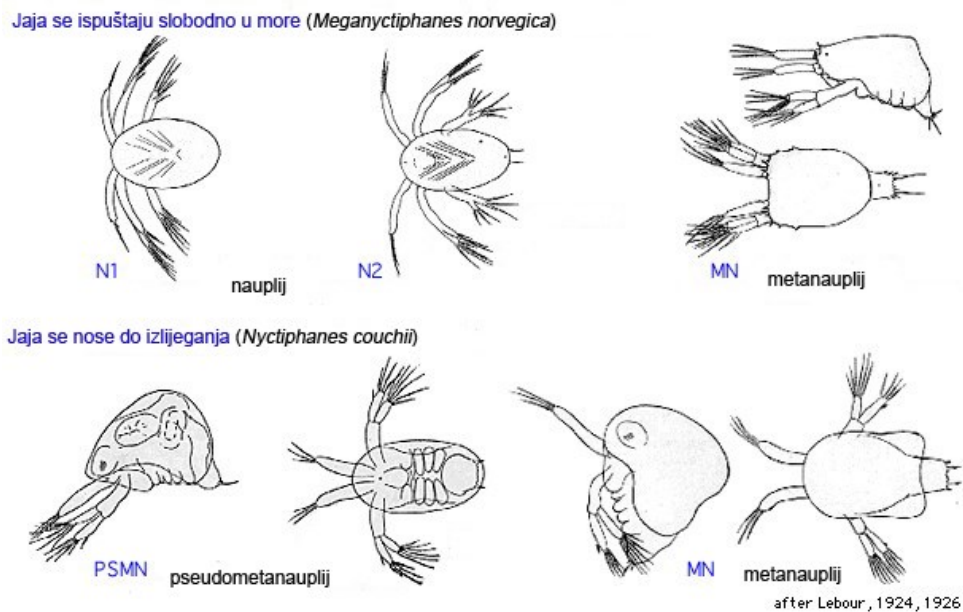 Jaja se ispuštaju slobodno u more (Meganyctiphanes norvegica)
N1
nauplij
N2
MN
metanauplij
Jaja se nose do izlijeganja (Nyctiphanes couchii)
PSMN
pseudometanauplij
MN
metanauplij
after Lebour, 1924, 1926